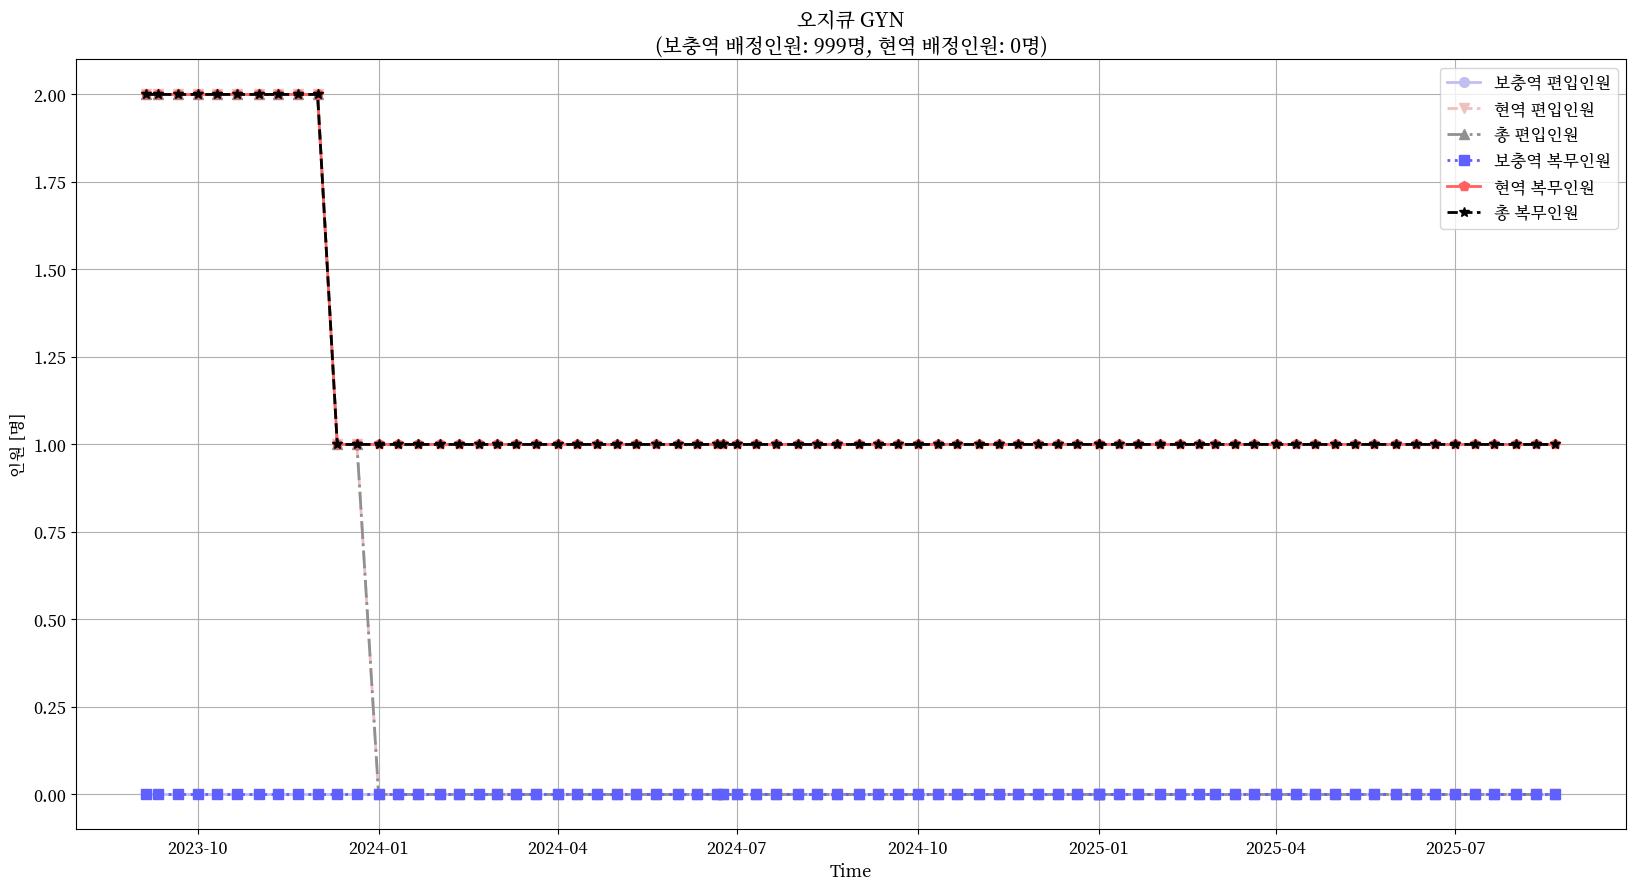 오지큐 GYN
(보충역 배정인원: 999명, 현역 배정인원: 0명)
보충역 편입인원
현역 편입인원
총 편입인원
보충역 복무인원
현역 복무인원
총 복무인원
인원 [명]
2.00
1.75
1.50
1.25
1.00
0.75
0.50
0.25
0.00
2023-10
2024-01
2024-04
2024-07
2024-10
2025-01
2025-04
2025-07
Time